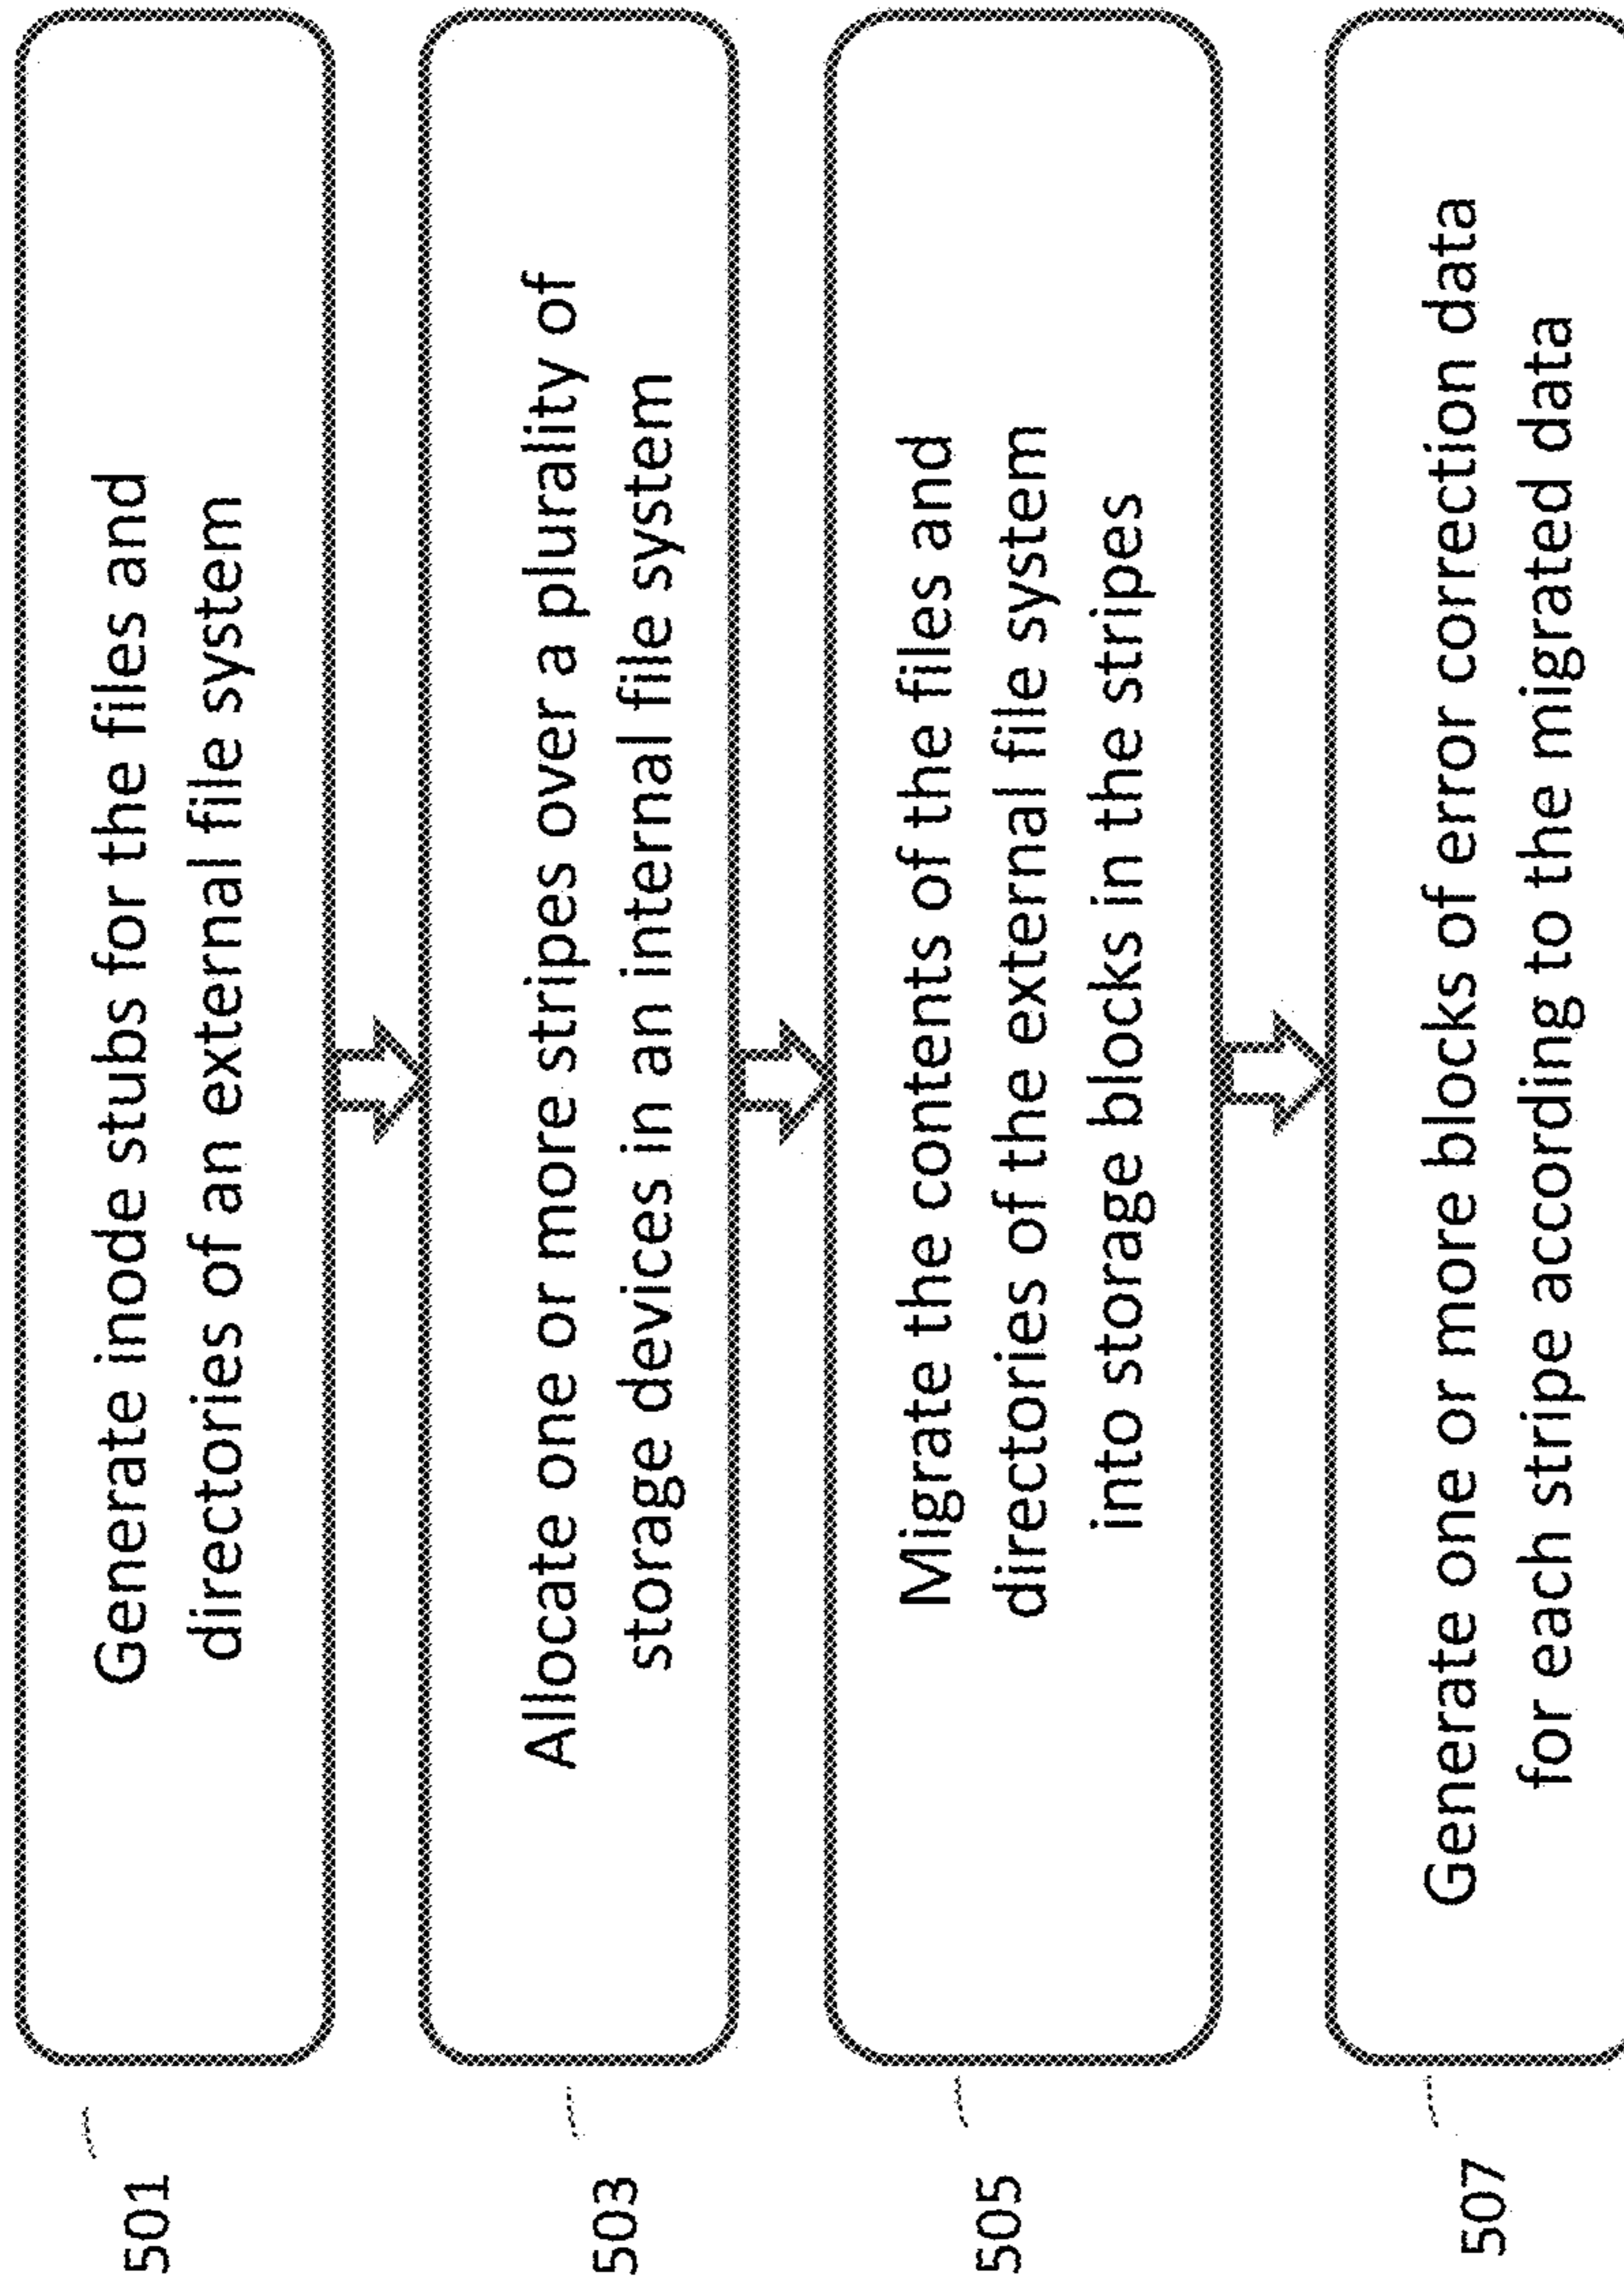 501
Generate inode stubs for the files and
directories of an external file system
503
Allocate one or more stripes over a plurality of
storage devices in an internal file system
505
Migrate the contents of the files and
directories of the external file system
into storage blocks in the stripes
507
Generate one or more blocks of error correction data
for each stripe according to the migrated data